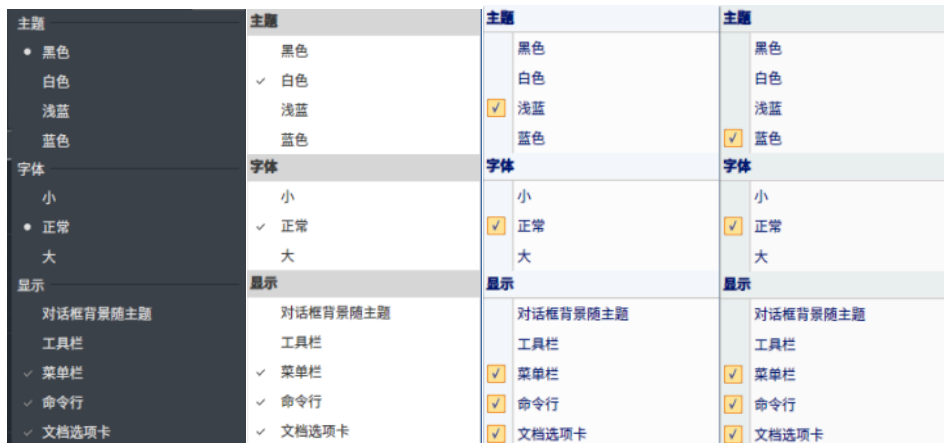 主题
黑色
白色
浅蓝
蓝色
字体
小
正常
大
显示
对话框背景随主题
工具栏
菜单栏
命令行
文档选项卡
主题
黑色
白色
浅蓝
蓝色
字体
小
正常
大
显示
对话框背景随主题
工具栏
菜单栏
命令行
文档选项卡
主题
黑色
白色
浅蓝
蓝色
字体
小
正常
大
显示
对话框背景随主题
工具栏
菜单栏
命令行
文档选项卡
主题
黑色
白色
浅蓝
蓝色
字体
小
正常
大
显示
对话框背景随主题
工具栏
菜单栏
命令行
文档选项卡